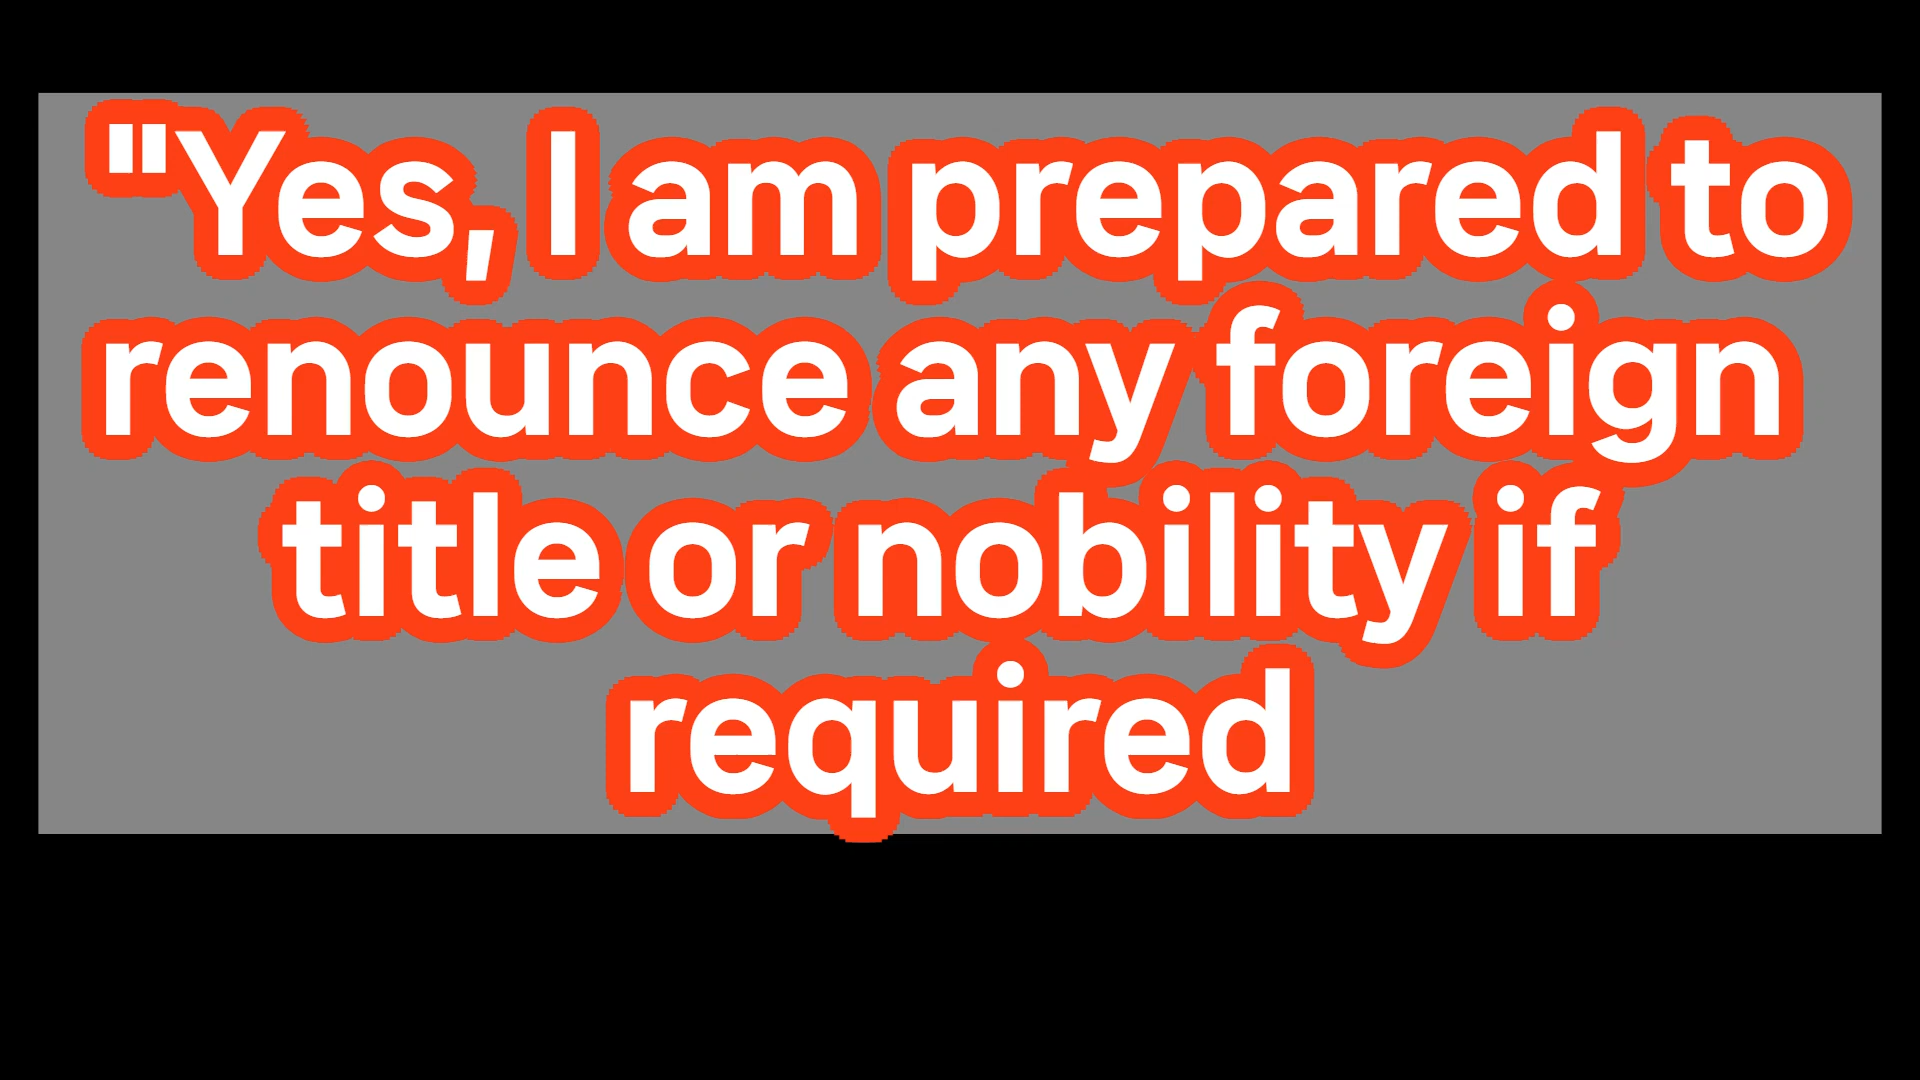 "Yes, I am prepared to
renounce any foreign
title or nobility if
required